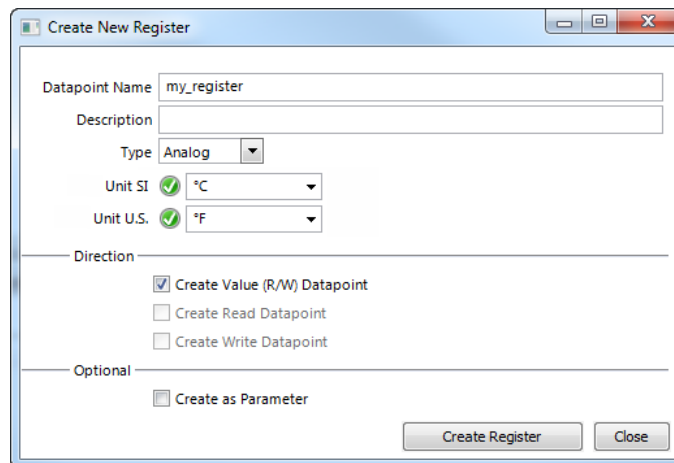 Create New Register
Datapoint Name my_register
Description
Type Analog
Unit SI °C
Unit U.S. °F
Direction
Create Value (R/W) Datapoint
Create Read Datapoint
Create Write Datapoint
Optional
Create as Parameter
Create Register Close